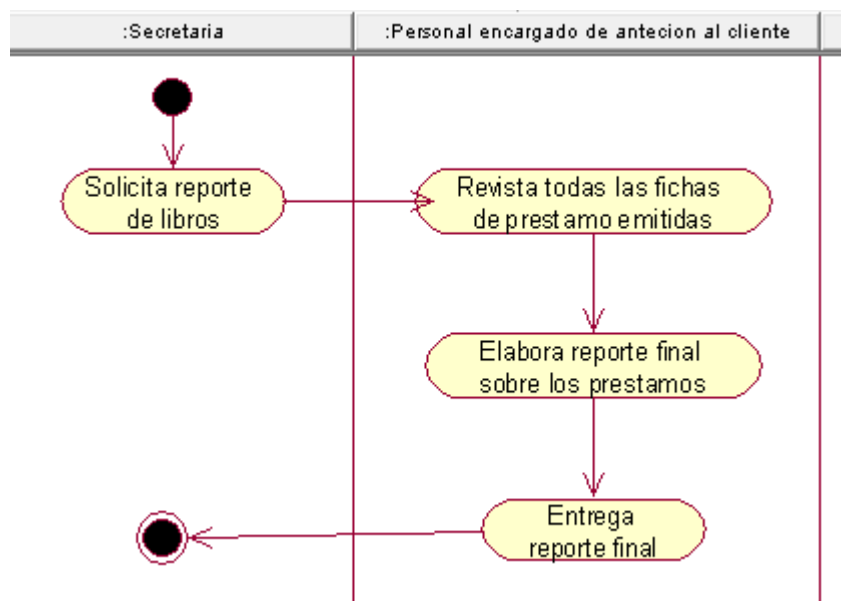 :Secretaria
:Personal encargado de antecion al cliente
Solicita reporte
de libros
Revista todas las fichas
de prestamo emitidas
Elabora reporte final
sobre los prestamos
Entrega
reporte final